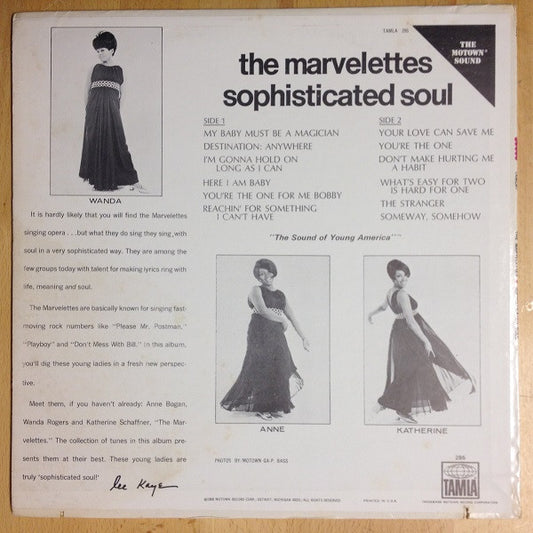 TAMLA 286
THE
MOTOWN
SOUND
the marvelettes
sophisticated soul
SIDE 1
MY BABY MUST BE A MAGICIAN
DESTINATION: ANYWHERE
I'M GONNA HOLD ON
LONG AS I CAN
HERE I AM BABY
YOU'RE THE ONE FOR ME BOBBY
REACHIN' FOR SOMETHING
I CAN'T HAVE
SIDE 2
YOUR LOVE CAN SAVE ME
YOU'RE THE ONE
DON'T MAKE HURTING ME
A HABIT
WHAT'S EASY FOR TWO
IS HARD FOR ONE
THE STRANGER
SOMEWAY, SOMEHOW
"The Sound of Young America"
WANDA
It is hardly likely that you will find the Marvelettes
singing opera . . . but what they do sing they sing with
soul in a very sophisticated way. They are among the
few groups today with talent for making lyrics ring with
life, meaning and soul.
The Marvelettes are basically known for singing fast-
moving rock numbers like "Please Mr. Postman,"
"Playboy" and "Don't Mess With Bill." In this album,
you'll dig these young ladies in a fresh new perspec-
tive.
Meet them, if you haven't already: Anne Bogan,
Wanda Rogers and Katherine Schaffner, "The Mar-
velettes." The collection of tunes in this album pre-
sents them at their best. These young ladies are
truly 'sophisticated soul!'
Lee Kaye
ANNE
KATHERINE
PHOTOS BY: MOTOWN
286
TAMLA
PRINTED IN U.S.A.